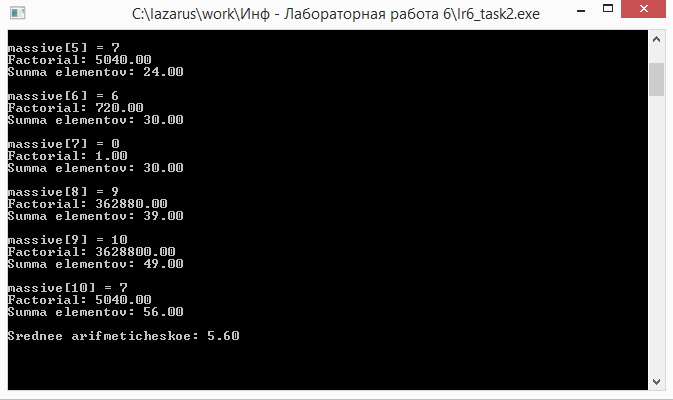 C:\lazarus\work\Инф - Лабораторная работа 6\lr6_task2.exe
massive[5] = 7
Factorial: 5040.00
Summa elementov: 24.00
massive[6] = 6
Factorial: 720.00
Summa elementov: 30.00
massive[7] = 0
Factorial: 1.00
Summa elementov: 30.00
massive[8] = 9
Factorial: 362880.00
Summa elementov: 39.00
massive[9] = 10
Factorial: 3628800.00
Summa elementov: 49.00
massive[10] = 7
Factorial: 5040.00
Summa elementov: 56.00
Srednee arifmeticheskoe: 5.60